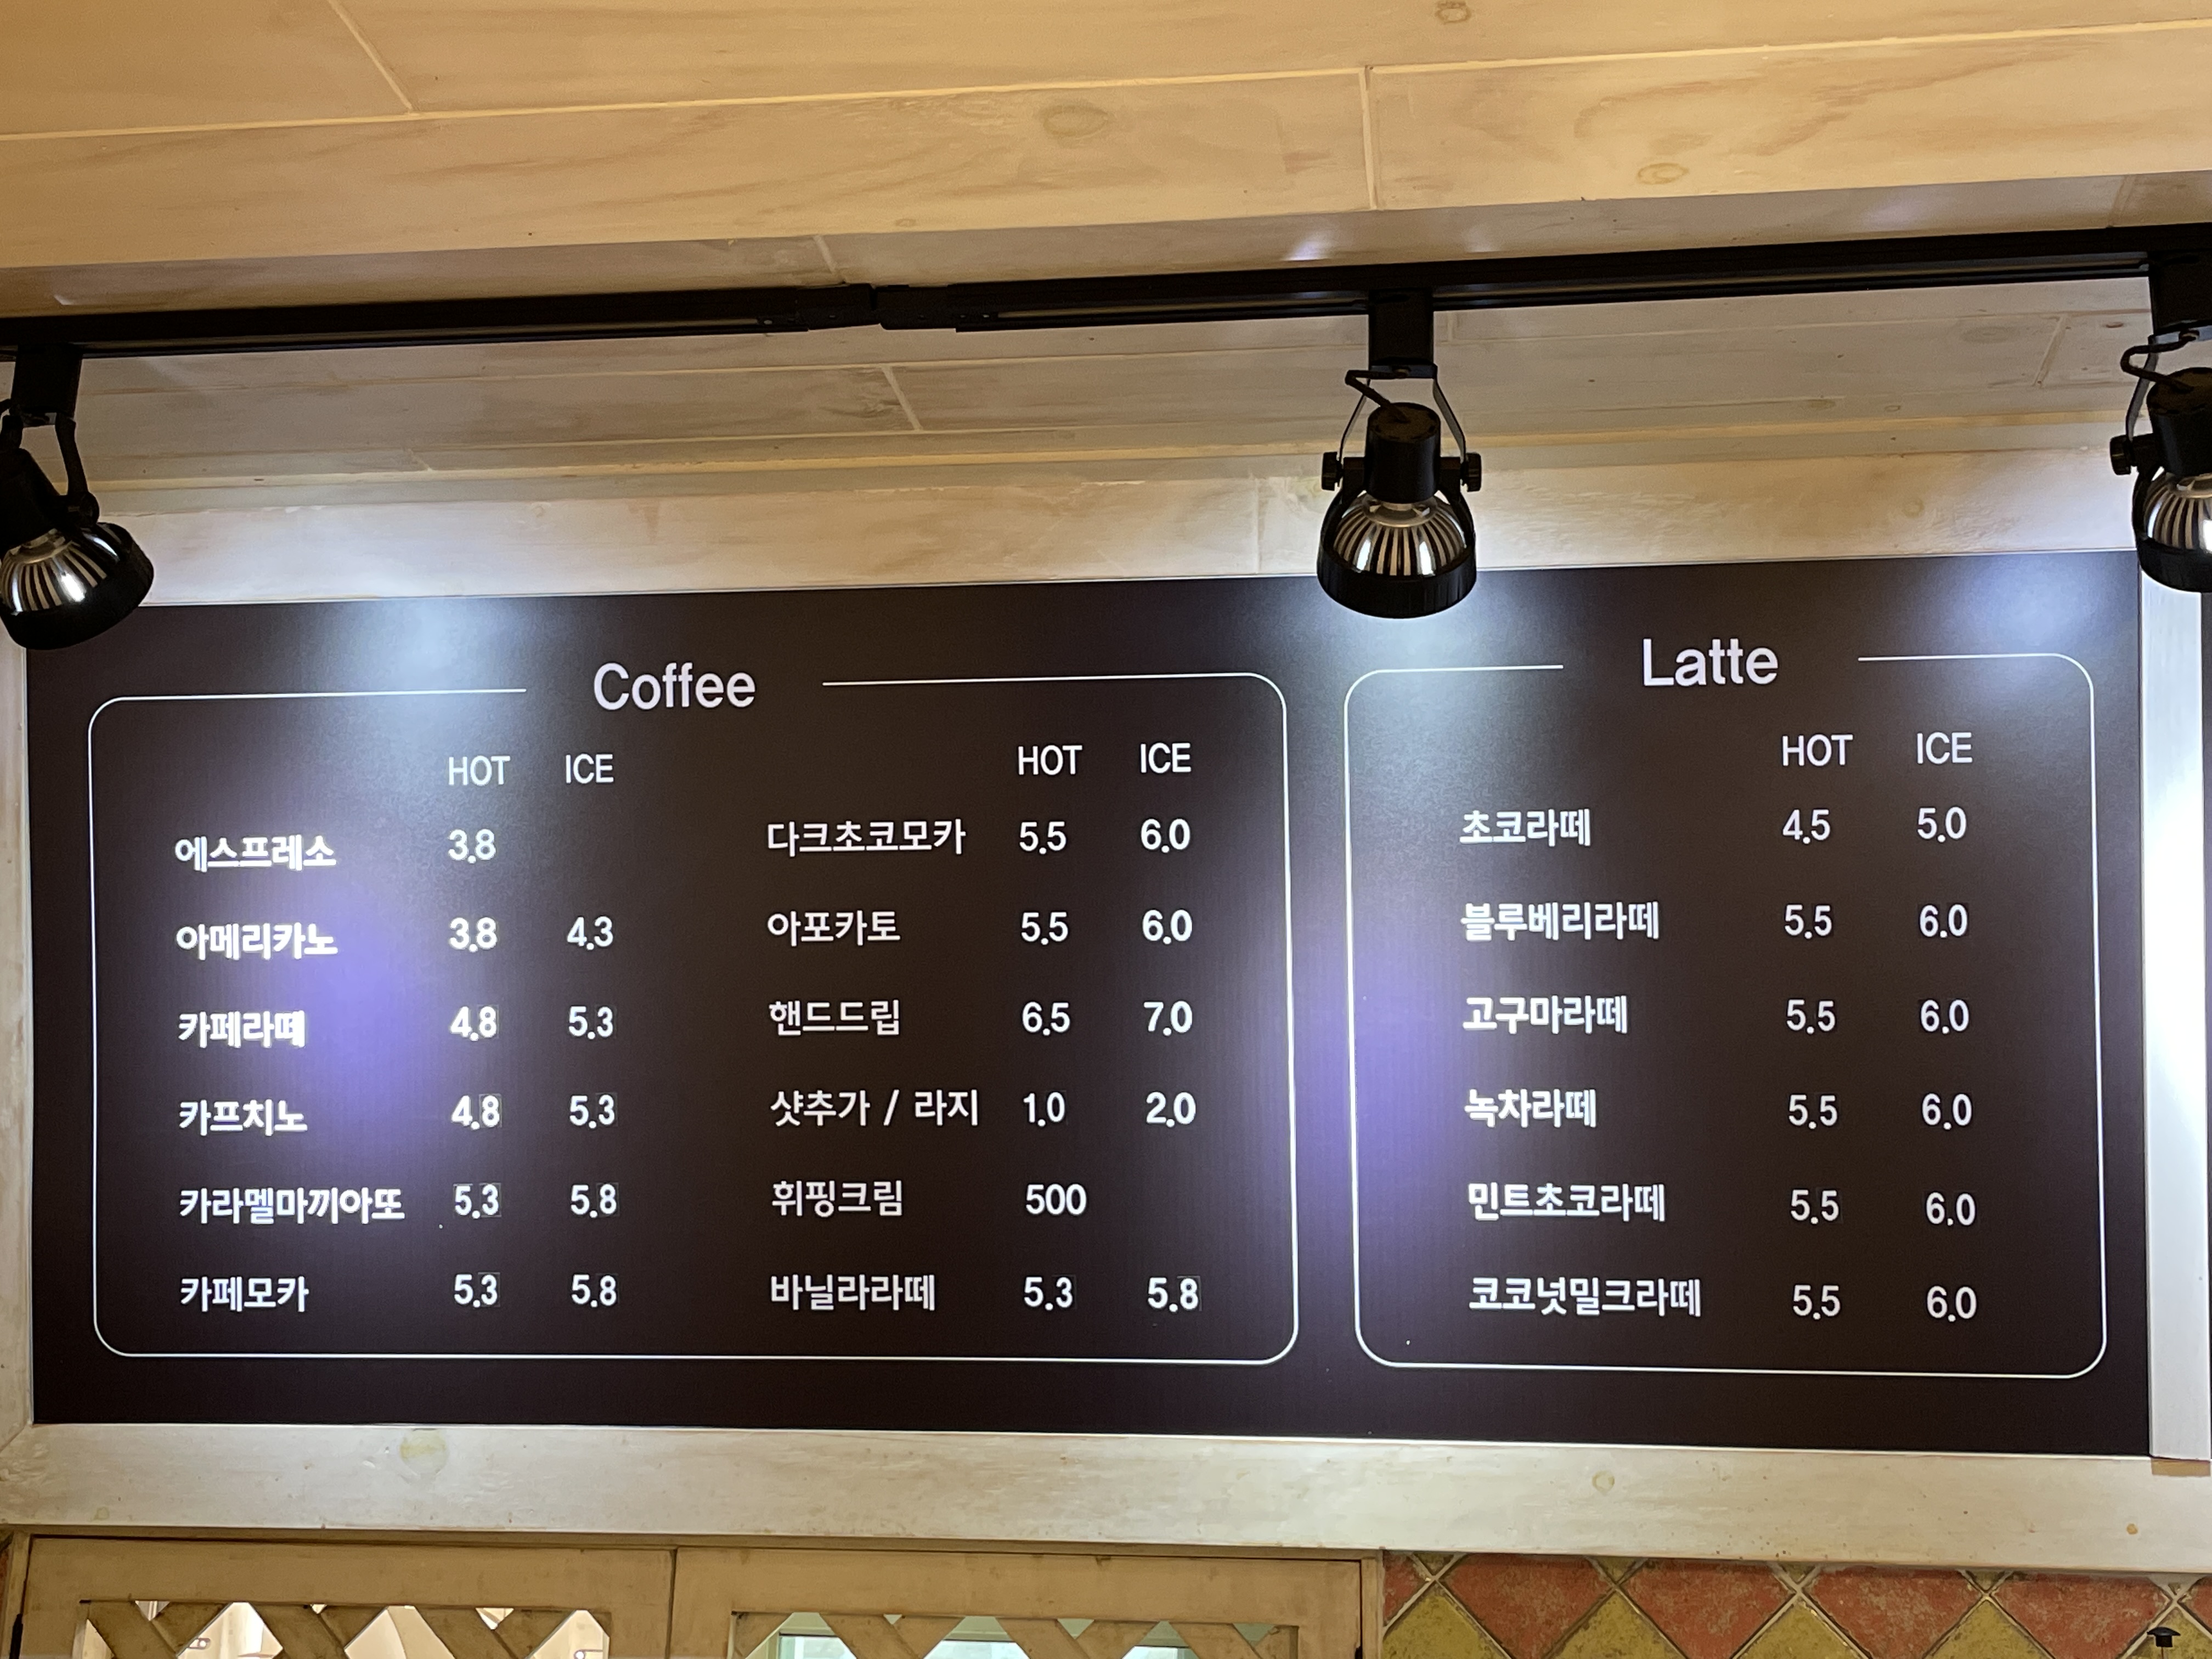 Coffee
HOT ICE
에스프레소 3.8
아메리카노 3.8 4.3
카페라떼 4.8 5.3
카프치노 4.8 5.3
카라멜마끼아또 5.3 5.8
카페모카 5.3 5.8
HOT ICE
다크초코모카 5.5 6.0
아포카토 5.5 6.0
핸드드립 6.5 7.0
샷추가 / 라지 1.0 2.0
휘핑크림 500
바닐라라떼 5.3 5.8
Latte
HOT ICE
초코라떼 4.5 5.0
블루베리라떼 5.5 6.0
고구마라떼 5.5 6.0
녹차라떼 5.5 6.0
민트초코라떼 5.5 6.0
코코넛밀크라떼 5.5 6.0